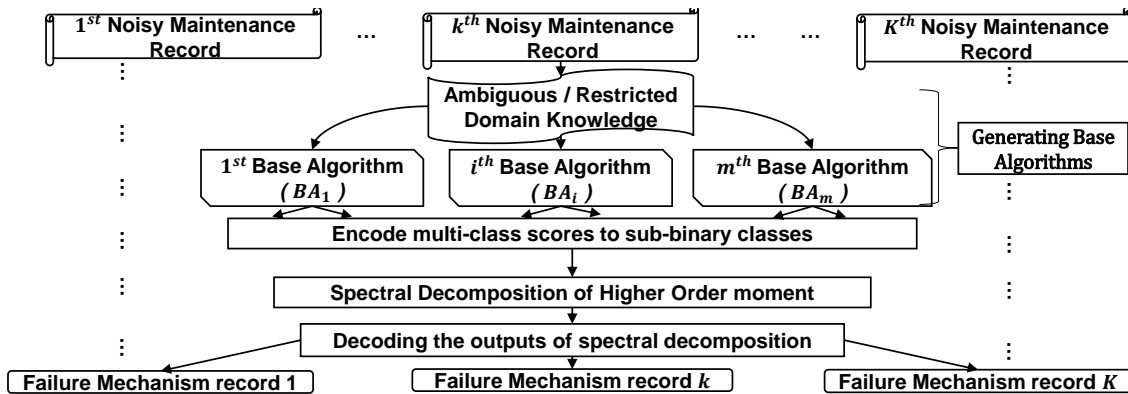 1st Noisy Maintenance
Record
...
kth Noisy Maintenance
Record
... ...
Kth Noisy Maintenance
Record
Ambiguous / Restricted
Domain Knowledge
Generating Base
Algorithms
1st Base Algorithm
(BA1)
ith Base Algorithm
(BAi)
mth Base Algorithm
(BAm)
Encode multi-class scores to sub-binary classes
Spectral Decomposition of Higher Order moment
Decoding the outputs of spectral decomposition
Failure Mechanism record 1
Failure Mechanism record k
Failure Mechanism record K